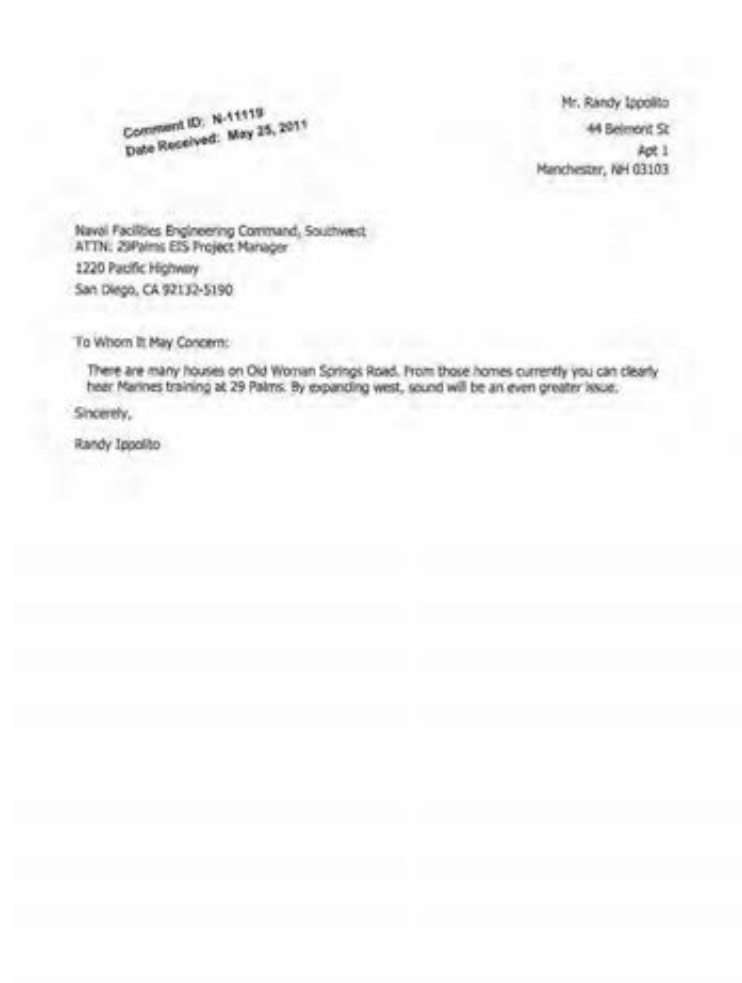 Comment ID: N-11119
Date Received: May 25, 2011
Mr. Randy Ippolito
44 Belmont St
Apt 1
Manchester, NH 03103
Naval Facilities Engineering Command, Southwest
ATTN: 29Palms EIS Project Manager
1220 Pacific Highway
San Diego, CA 92132-5190
To Whom It May Concern:
There are many houses on Old Woman Springs Road. From those homes currently you can clearly
hear Marines training at 29 Palms. By expanding west, sound will be an even greater issue.
Sincerely,
Randy Ippolito